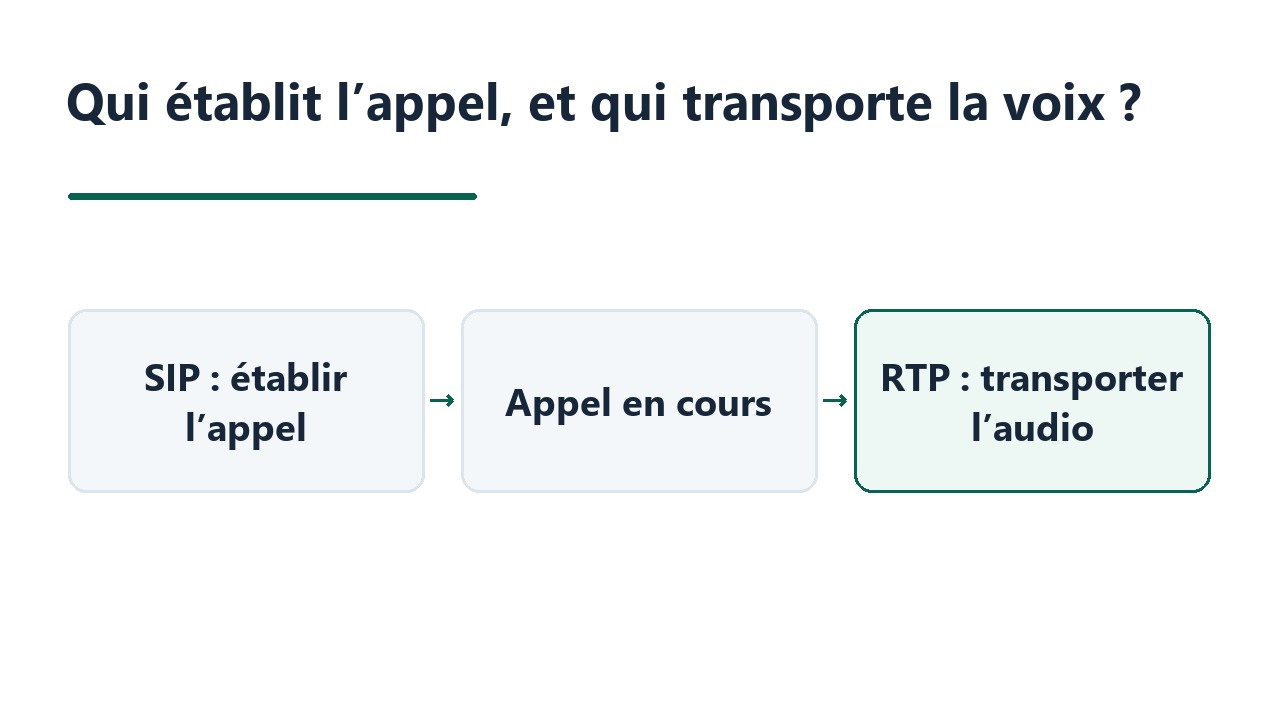 Qui établit l’appel, et qui transporte la voix ?
SIP : établir
l’appel
→
Appel en cours
→
RTP : transporter
l’audio